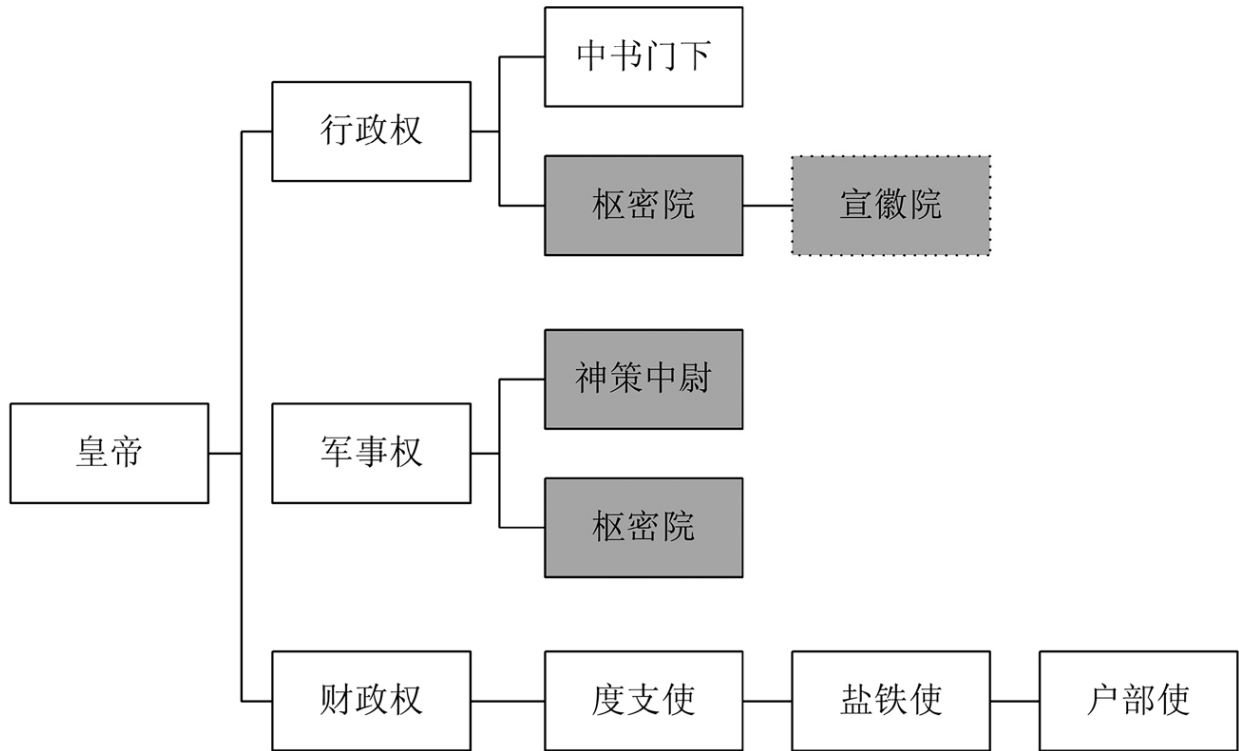 中书门下
行政权
枢密院
宣徽院
神策中尉
皇帝
军事权
枢密院
财政权
度支使
盐铁使
户部使